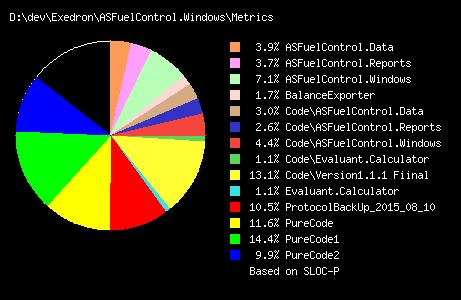 D:\dev\Exedron\ASFuelControl.Windows\Metrics
3.9% ASFuelControl.Data
3.7% ASFuelControl.Reports
7.1% ASFuelControl.Windows
1.7% BalanceExporter
3.0% Code\ASFuelControl.Data
2.6% Code\ASFuelControl.Reports
4.4% Code\ASFuelControl.Windows
1.1% Code\Evaluant.Calculator
13.1% Code\Version1.1.1 Fiinal
1.1% Evaluant.Calculator
10.5% ProtocolBackUp_2015_08_10
11.6% PureCode
14.4% PureCode1
9.9% PureCode2
Based on SLOC-P